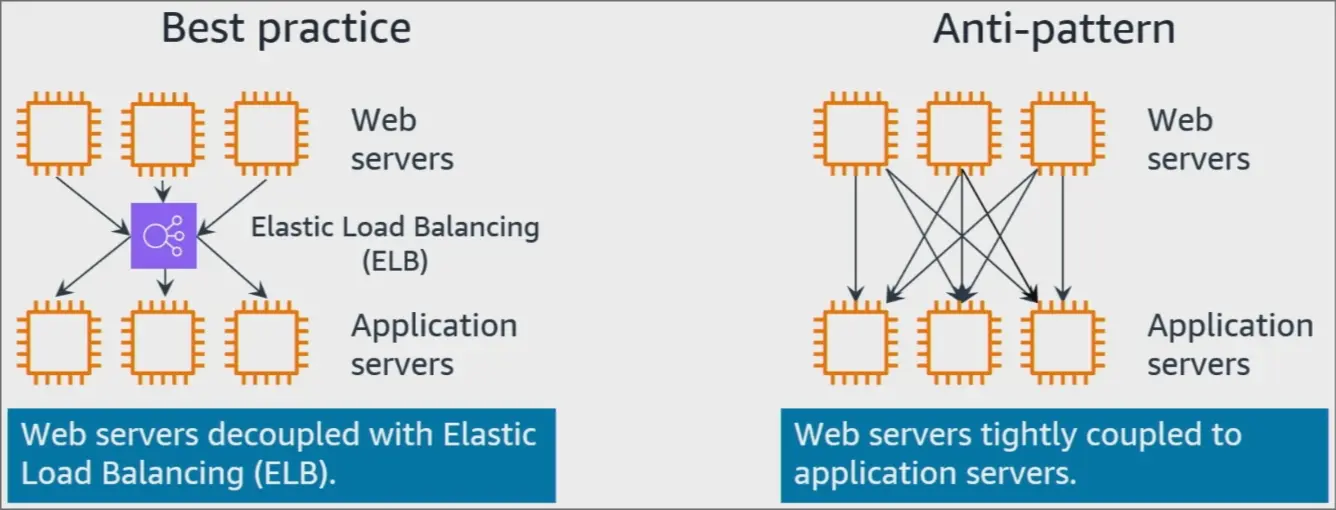 Best practice
Web
servers
Elastic Load Balancing
(ELB)
Application
servers
Web servers decoupled with Elastic
Load Balancing (ELB).
Anti-pattern
Web
servers
Application
servers
Web servers tightly coupled to
application servers.